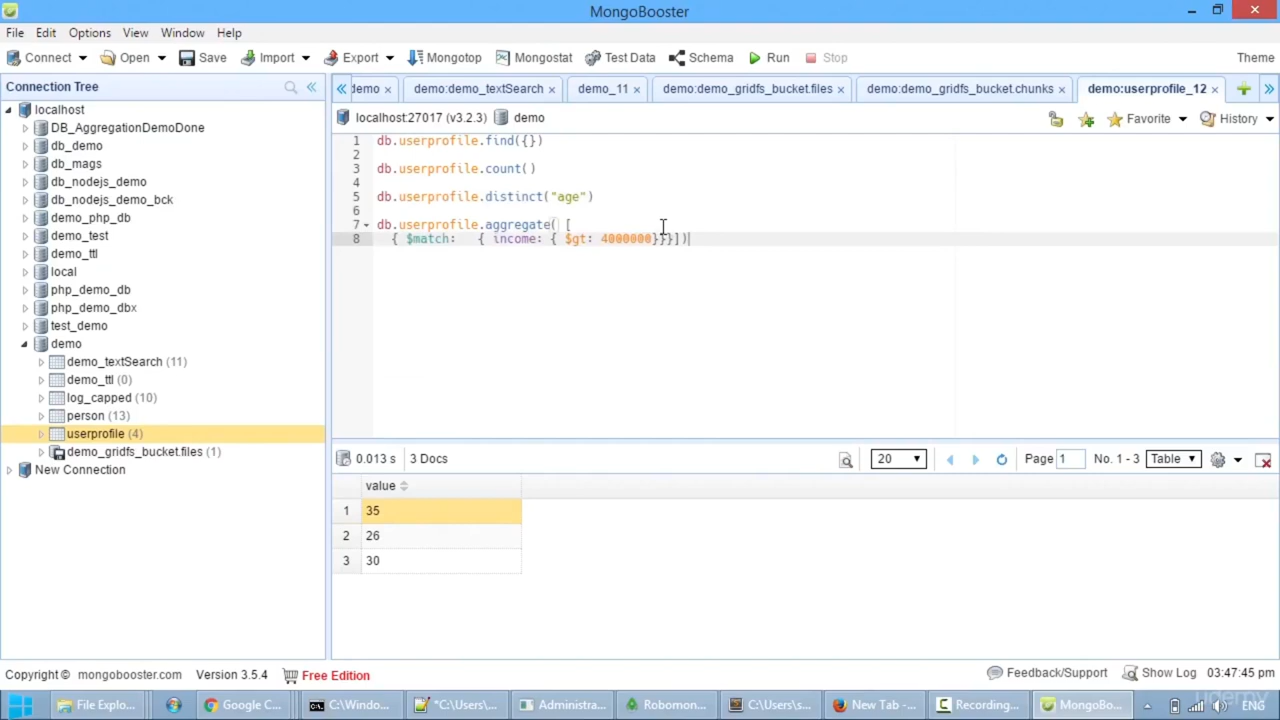 MongoBooster
File Edit Options View Window Help
Connect Open Save Import Export Mongotop Mongostat Test Data Schema Run Stop Theme
Connection Tree
demo × demo:demo_textSearch × demo_11 × demo:demo_gridfs_bucket.files × demo:demo_gridfs_bucket.chunks × demo:userprofile_12 ×
localhost:27017 (v3.2.3) demo Favorite History
localhost
DB_AggregationDemoDone
db_demo
db_mags
db_nodejs_demo
db_nodejs_demo_bck
demo_php_db
demo_test
demo_ttl
local
php_demo_db
php_demo_dbx
test_demo
demo
demo_textSearch (11)
demo_ttl (0)
log_capped (10)
person (13)
userprofile (4)
demo_gridfs_bucket.files (1)
New Connection
1 db.userprofile.find({})
2
3 db.userprofile.count()
4
5 db.userprofile.distinct("age")
6
7 db.userprofile.aggregate( [
8 { $match: { income: { $gt: 4000000}}}])
0.013 s 3 Docs 20 Page 1 No. 1 - 3 Table
value
1 35
2 26
3 30
Copyright © mongobooster.com Version 3.5.4 Free Edition Feedback/Support Show Log 03:47:45 pm
File Explo... Google C... C:\Windo... *C:\Users\... Administra... Robomon... C:\Users\s... New Tab -... Recording... MongoBo... ENG
udemy